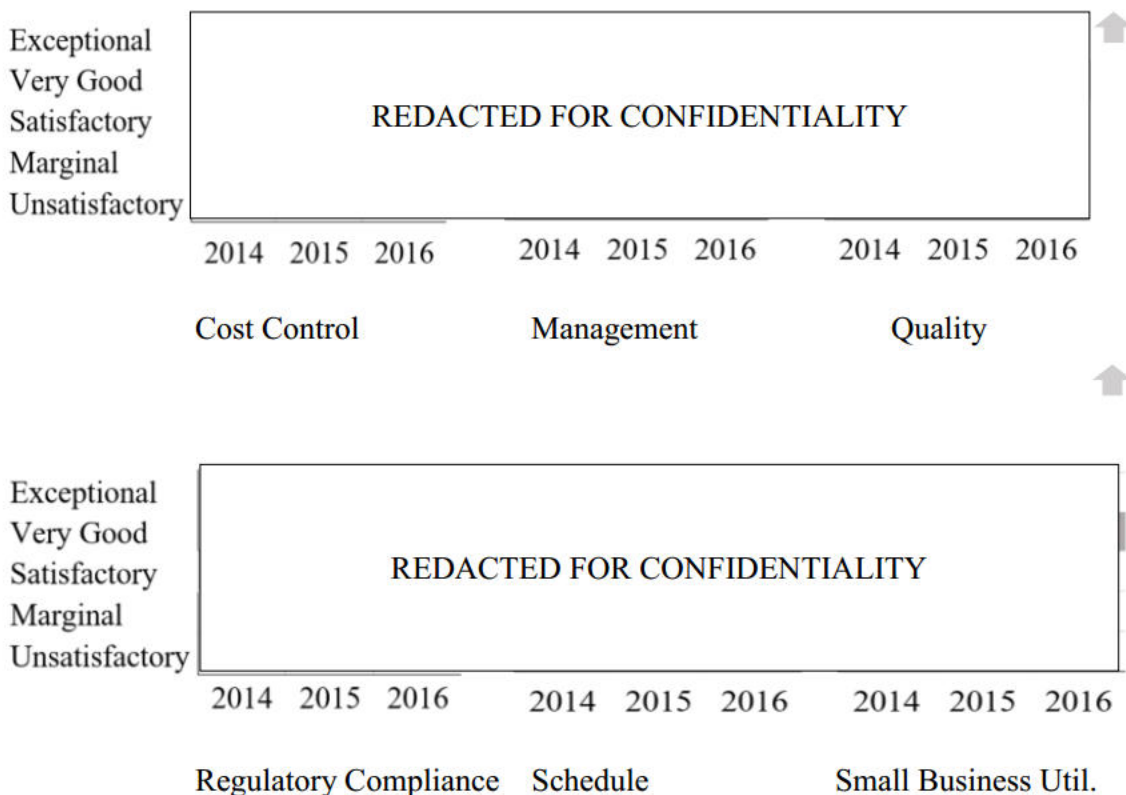 Exceptional
Very Good
Satisfactory
Marginal
Unsatisfactory
REDACTED FOR CONFIDENTIALITY
2014 2015 2016 2014 2015 2016 2014 2015 2016
Cost Control Management Quality
Exceptional
Very Good
Satisfactory
Marginal
Unsatisfactory
REDACTED FOR CONFIDENTIALITY
2014 2015 2016 2014 2015 2016 2014 2015 2016
Regulatory Compliance Schedule Small Business Util.